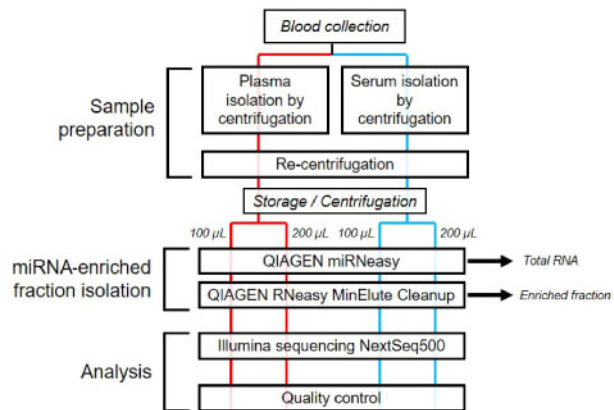 Blood collection
Plasma
isolation by
centrifugation
Serum isolation
by
centrifugation
Sample
preparation
Re-centrifugation
Storage / Centrifugation
100 µL
200 µL
100 µL
200 µL
miRNA-enriched
fraction isolation
QIAGEN miRNeasy
Total RNA
QIAGEN RNeasy MinElute Cleanup
Enriched fraction
Analysis
Illumina sequencing NextSeq500
Quality control